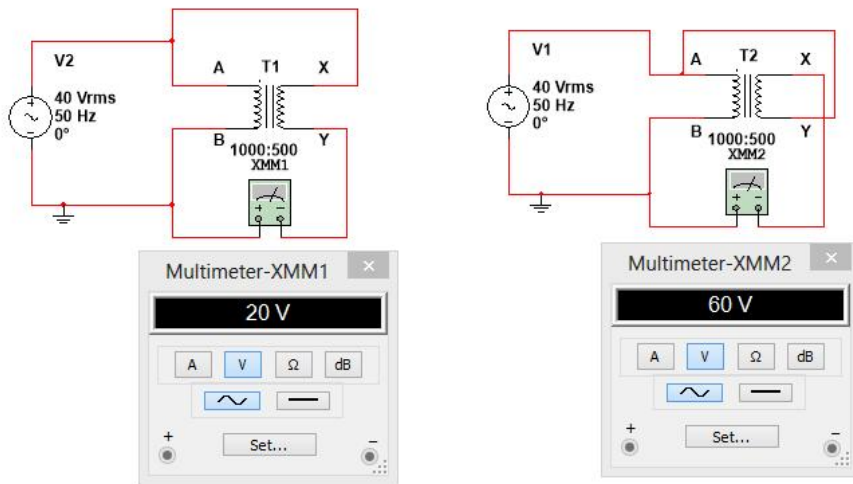 V2
40 Vrms
50 Hz
0°
A T1 X
B Y
1000:500
XMM1
+ −
Multimeter-XMM1 ×
20 V
A V Ω dB
+ Set... −
V1
40 Vrms
50 Hz
0°
A T2 X
B Y
1000:500
XMM2
+ −
Multimeter-XMM2 ×
60 V
A V Ω dB
+ Set... −